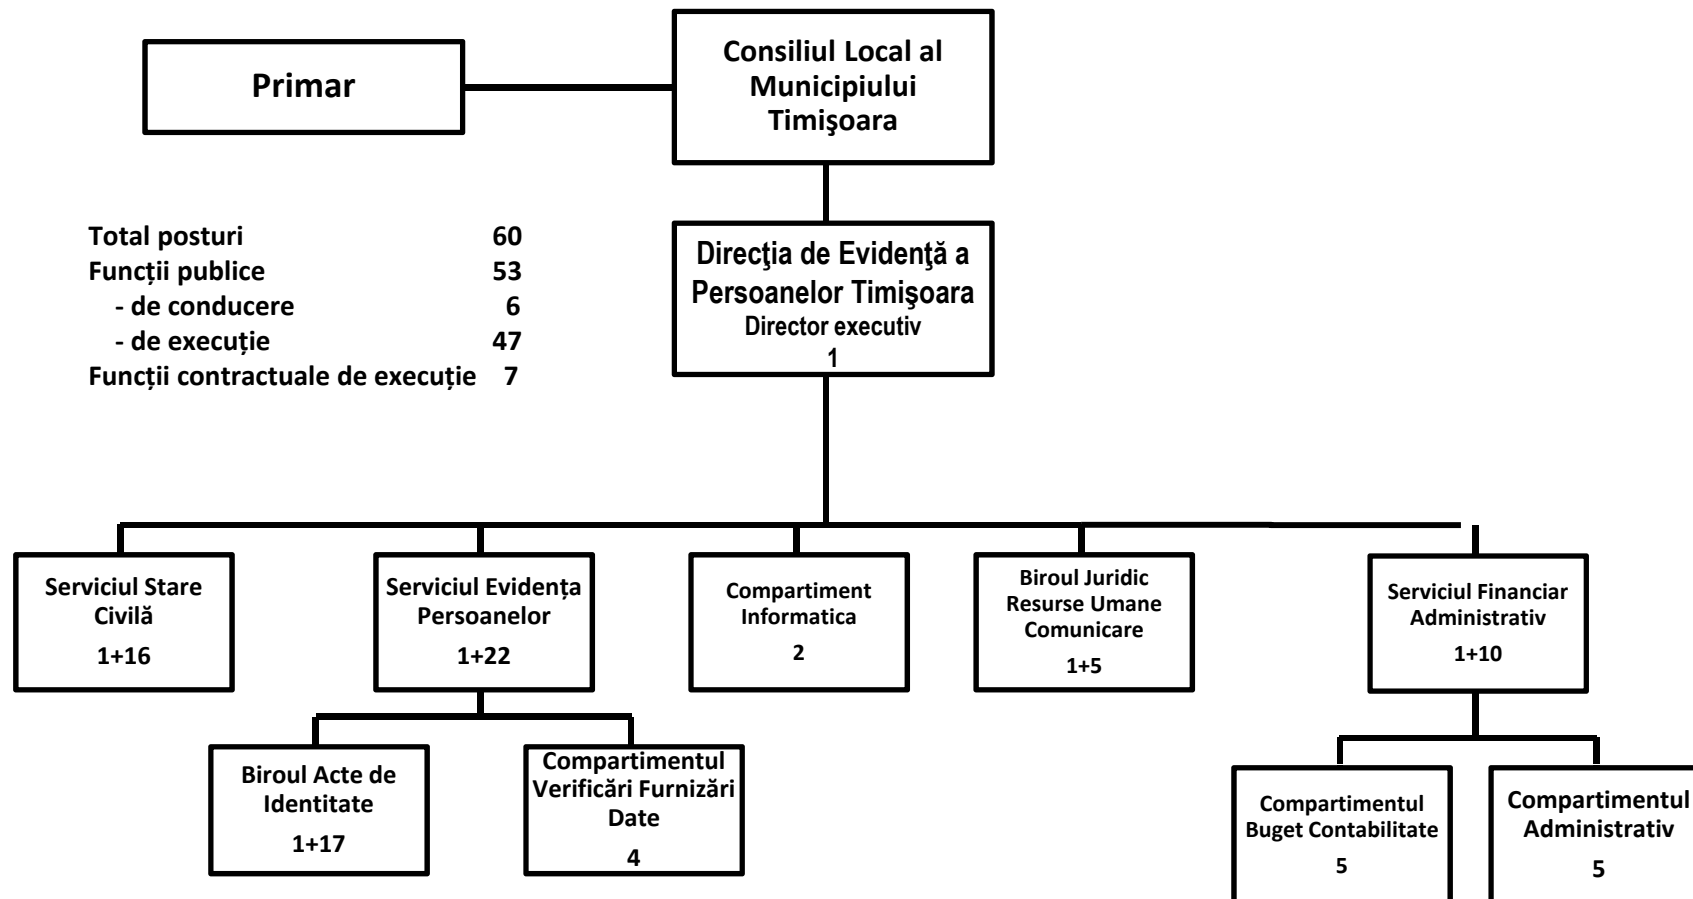 Primar
Consiliul Local al
Municipiului
Timişoara
Total posturi 60
Funcții publice 53
- de conducere 6
- de execuție 47
Funcții contractuale de execuție 7
Direcţia de Evidenţă a
Persoanelor Timişoara
Director executiv
1
Serviciul Stare
Civilă
1+16
Serviciul Evidența
Persoanelor
1+22
Compartiment
Informatica
2
Biroul Juridic
Resurse Umane
Comunicare
1+5
Serviciul Financiar
Administrativ
1+10
Biroul Acte de
Identitate
1+17
Compartimentul
Verificări Furnizări
Date
4
Compartimentul
Buget Contabilitate
5
Compartimentul
Administrativ
5